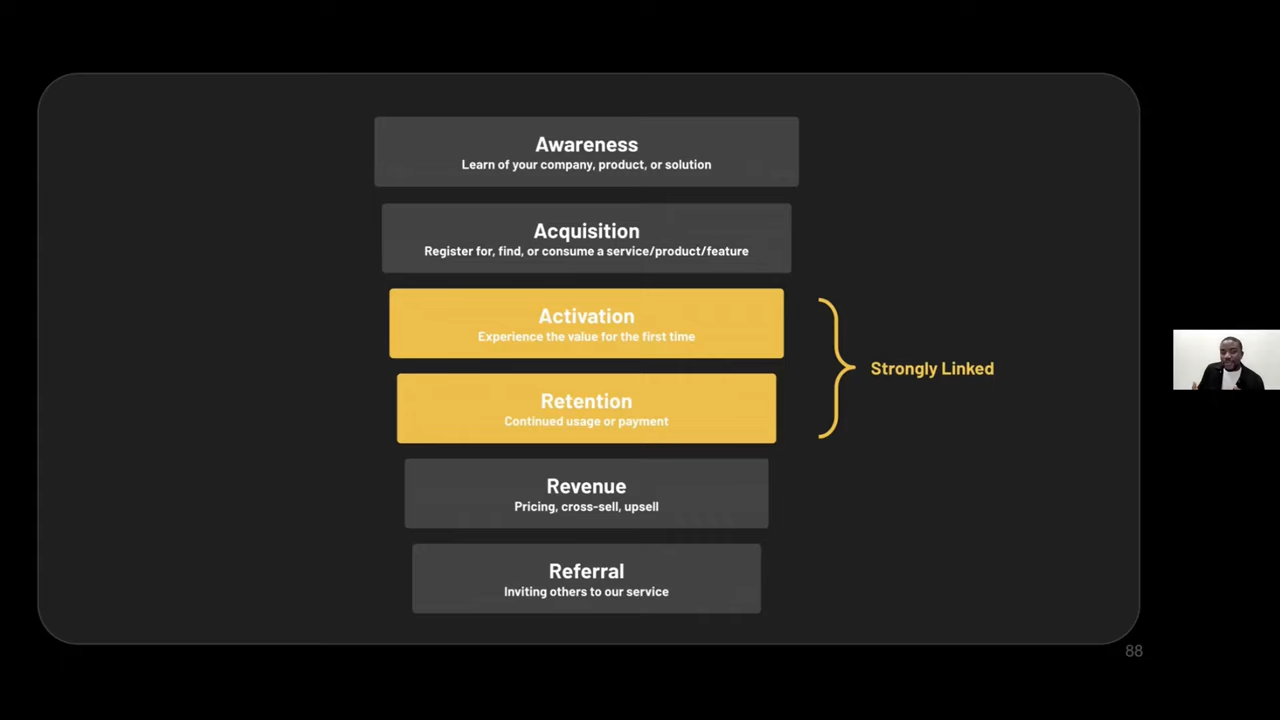 Awareness
Learn of your company, product, or solution
Acquisition
Register for, find, or consume a service/product/feature
Activation
Experience the value for the first time
Retention
Continued usage or payment
Strongly Linked
Revenue
Pricing, cross-sell, upsell
Referral
Inviting others to our service
88